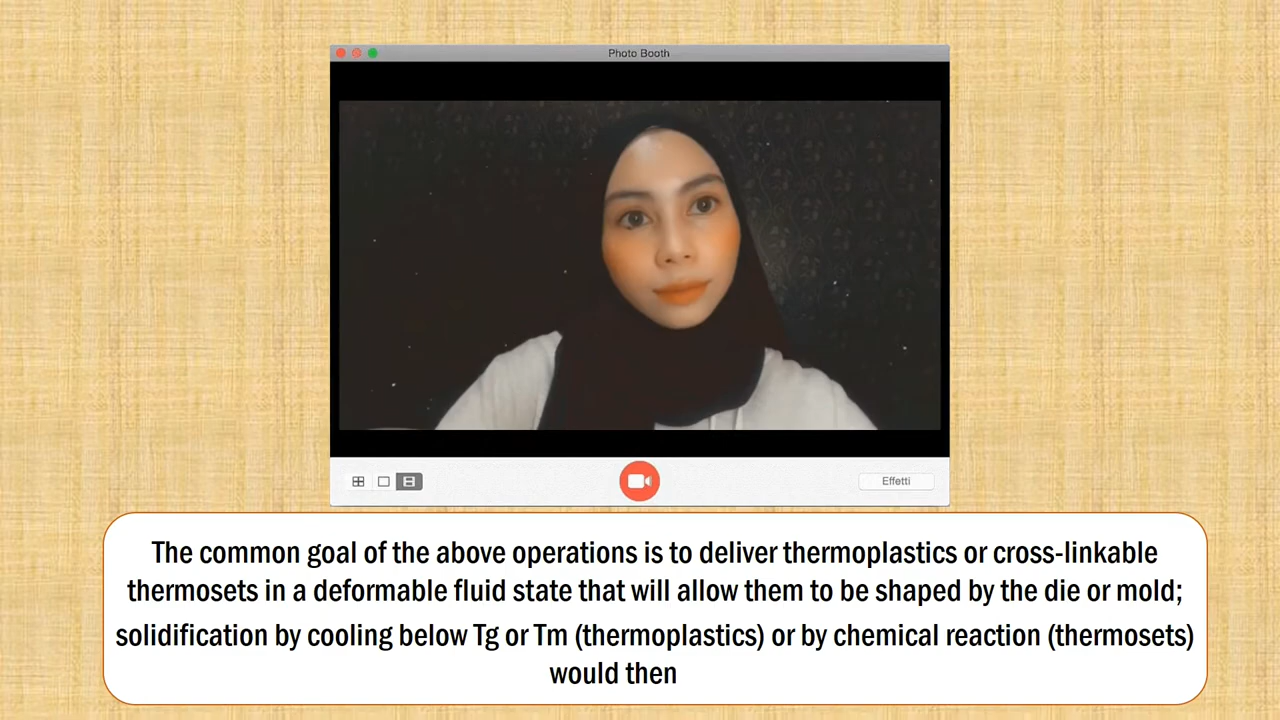 Photo Booth
Effetti
The common goal of the above operations is to deliver thermoplastics or cross-linkable
thermosets in a deformable fluid state that will allow them to be shaped by the die or mold;
solidification by cooling below Tg or Tm (thermoplastics) or by chemical reaction (thermosets)
would then